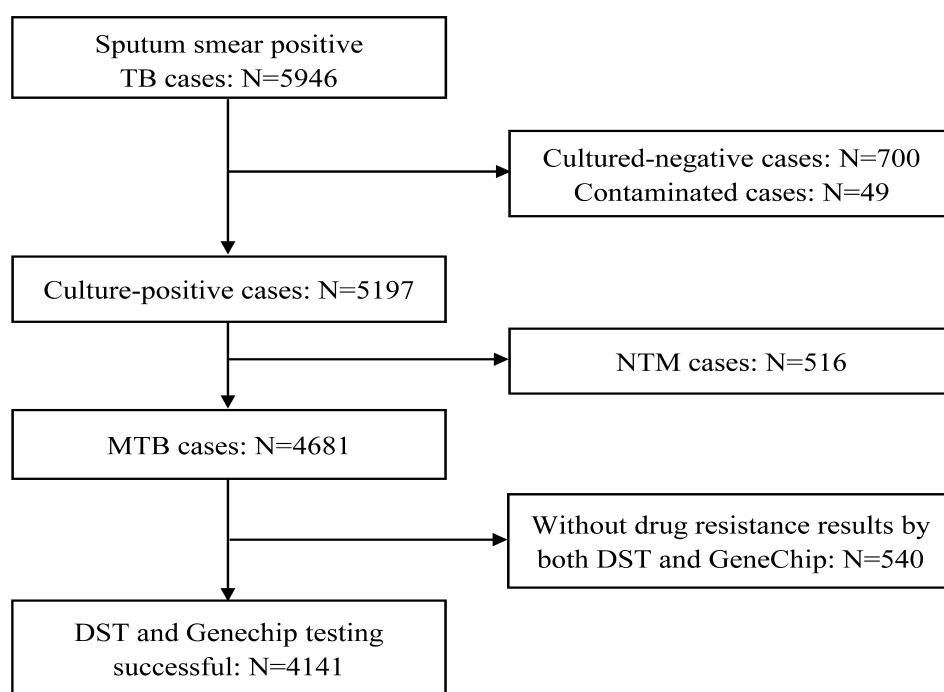 Sputum smear positive
TB cases: N=5946
Cultured-negative cases: N=700
Contaminated cases: N=49
Culture-positive cases: N=5197
NTM cases: N=516
MTB cases: N=4681
Without drug resistance results by
both DST and GeneChip: N=540
DST and Genechip testing
successful: N=4141